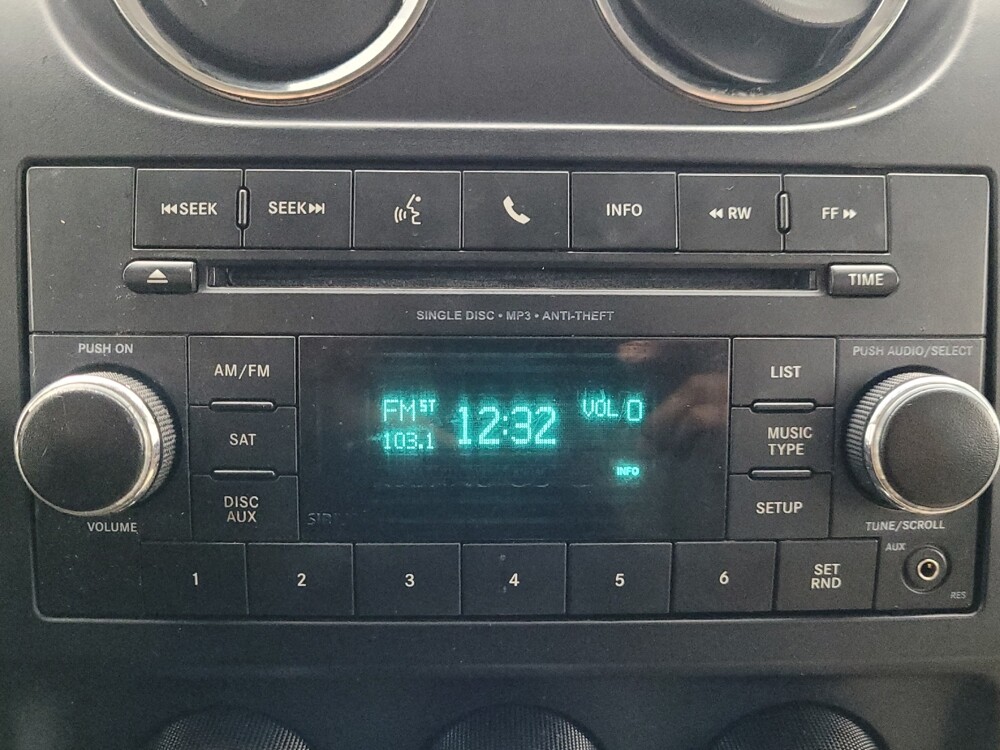 SEEK
SEEK
INFO
RW
FF
TIME
SINGLE DISC • MP3 • ANTI-THEFT
PUSH ON
AM/FM
SAT
DISC
AUX
VOLUME
FM ST
103.1
12:32
VOL 0
INFO
LIST
MUSIC
TYPE
SETUP
PUSH AUDIO/SELECT
TUNE/SCROLL
1
2
3
4
5
6
SET
RND
AUX
RES